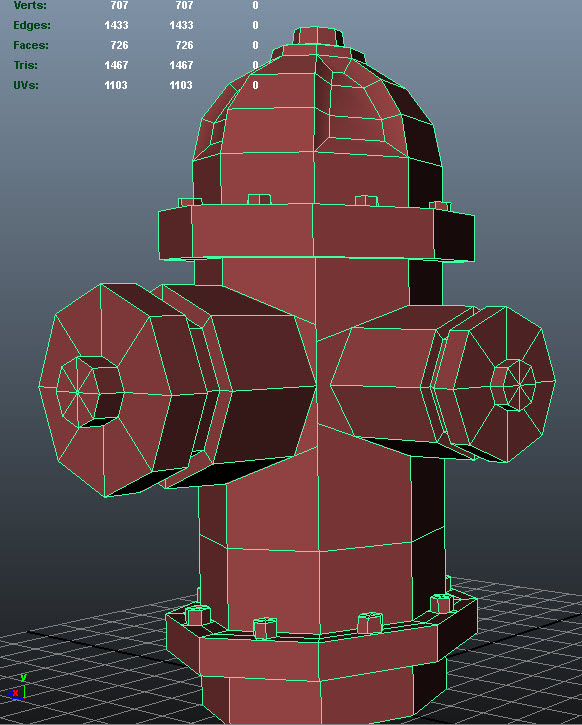 Verts: 707 707 0
Edges: 1433 1433 0
Faces: 726 726 0
Tris: 1467 1467 0
UVs: 1103 1103 0
y
x